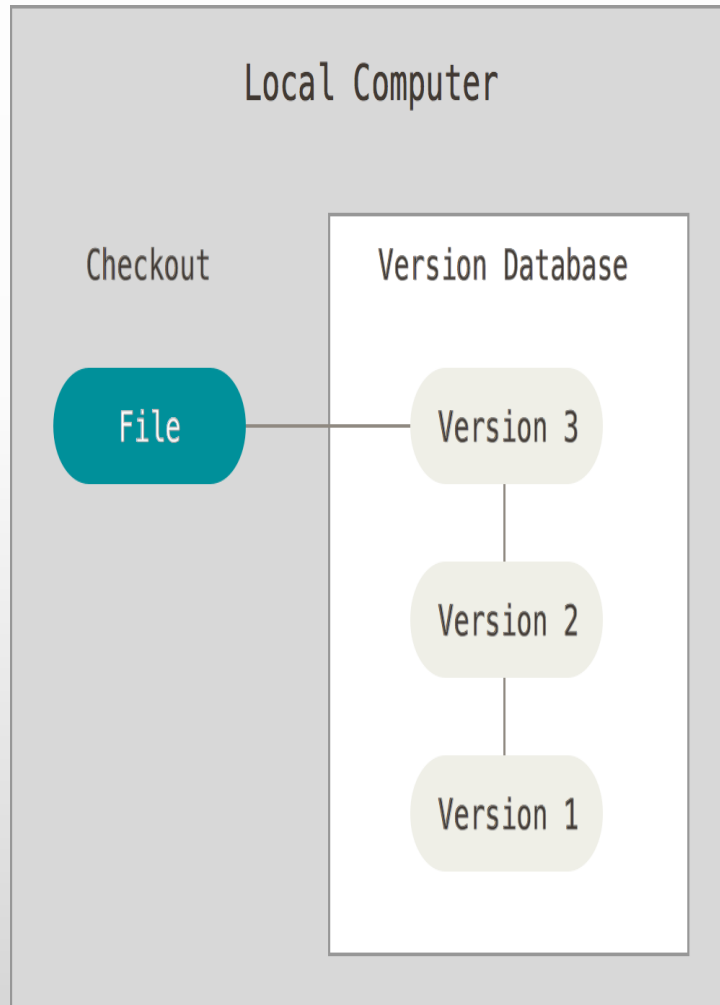 Local Computer
Checkout
Version Database
File
Version 3
Version 2
Version 1